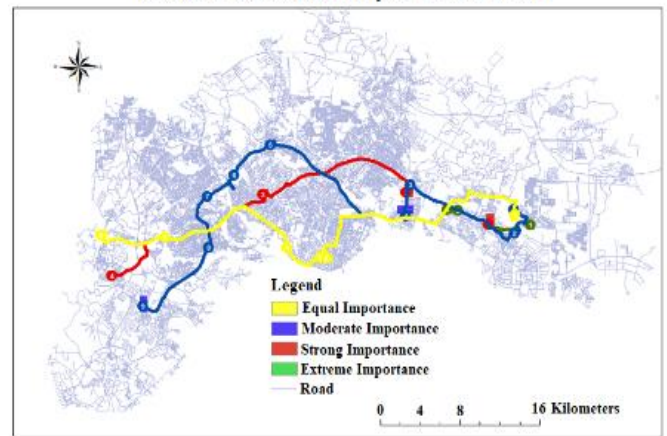 Legend
Equal Importance
Moderate Importance
Strong Importance
Extreme Importance
Road
0 4 8 16 Kilometers